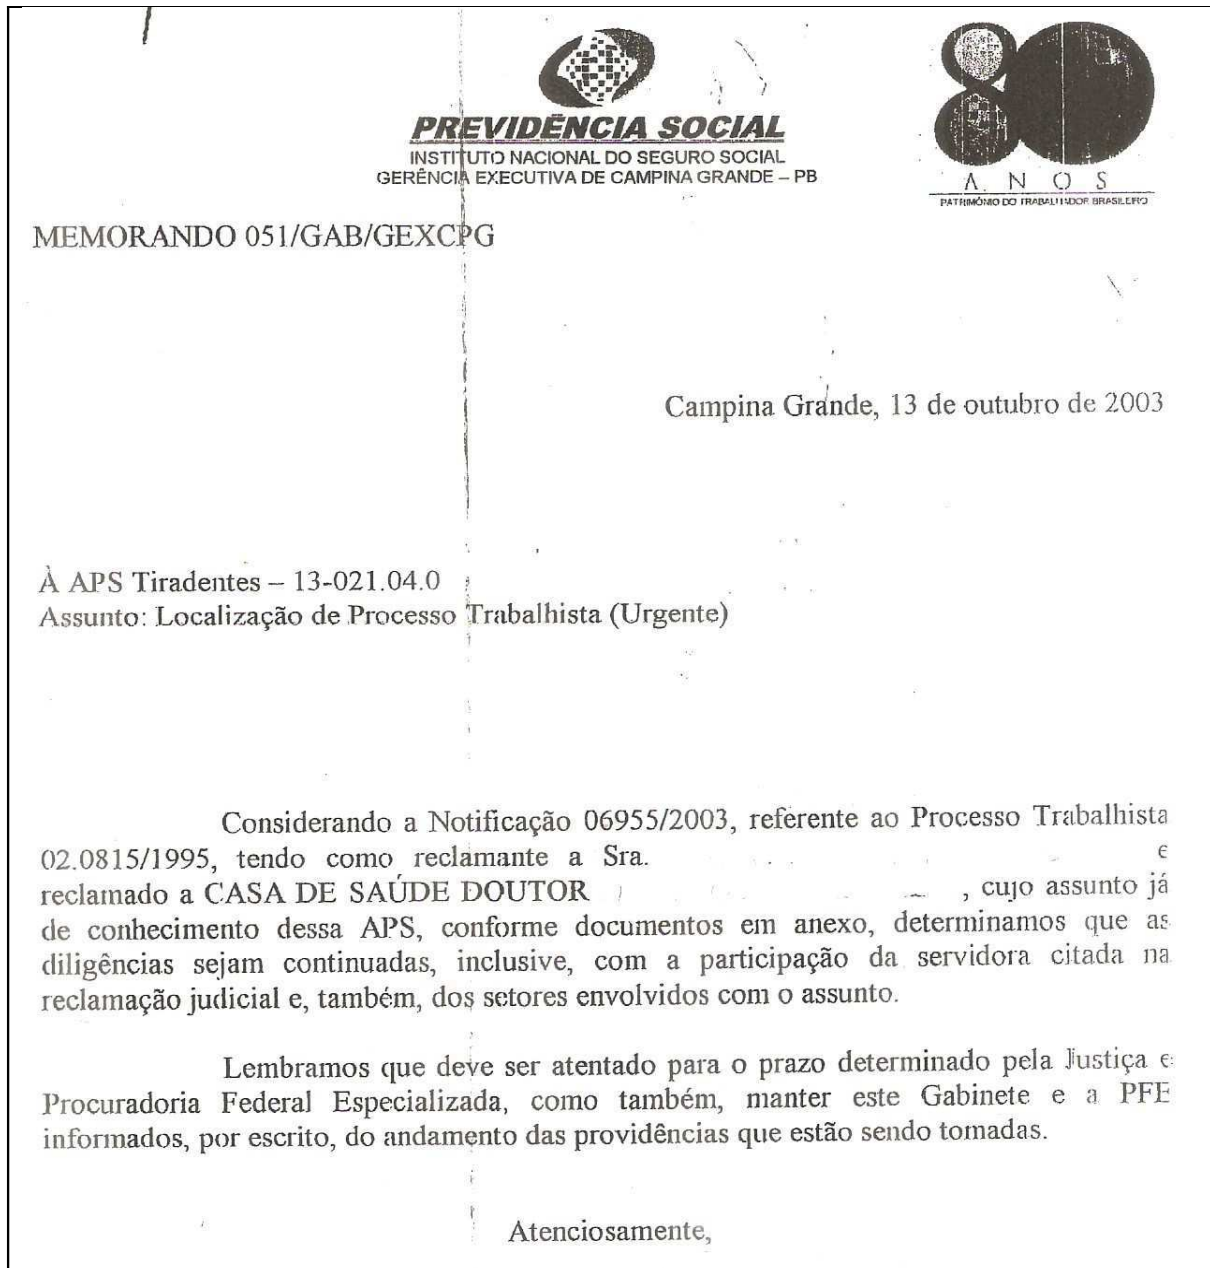 PREVIDÊNCIA SOCIAL
INSTITUTO NACIONAL DO SEGURO SOCIAL
GERÊNCIA EXECUTIVA DE CAMPINA GRANDE – PB
80
ANOS
PATRIMÔNIO DO TRABALHADOR BRASILEIRO
MEMORANDO 051/GAB/GEXCPG
Campina Grande, 13 de outubro de 2003
À APS Tiradentes – 13-021.04.0
Assunto: Localização de Processo Trabalhista (Urgente)
Considerando a Notificação 06955/2003, referente ao Processo Trabalhista
02.0815/1995, tendo como reclamante a Sra. e
reclamado a CASA DE SAÚDE DOUTOR , cujo assunto já
de conhecimento dessa APS, conforme documentos em anexo, determinamos que as
diligências sejam continuadas, inclusive, com a participação da servidora citada na
reclamação judicial e, também, dos setores envolvidos com o assunto.
Lembramos que deve ser atentado para o prazo determinado pela Justiça e
Procuradoria Federal Especializada, como também, manter este Gabinete e a PFE
informados, por escrito, do andamento das providências que estão sendo tomadas.
Atenciosamente,